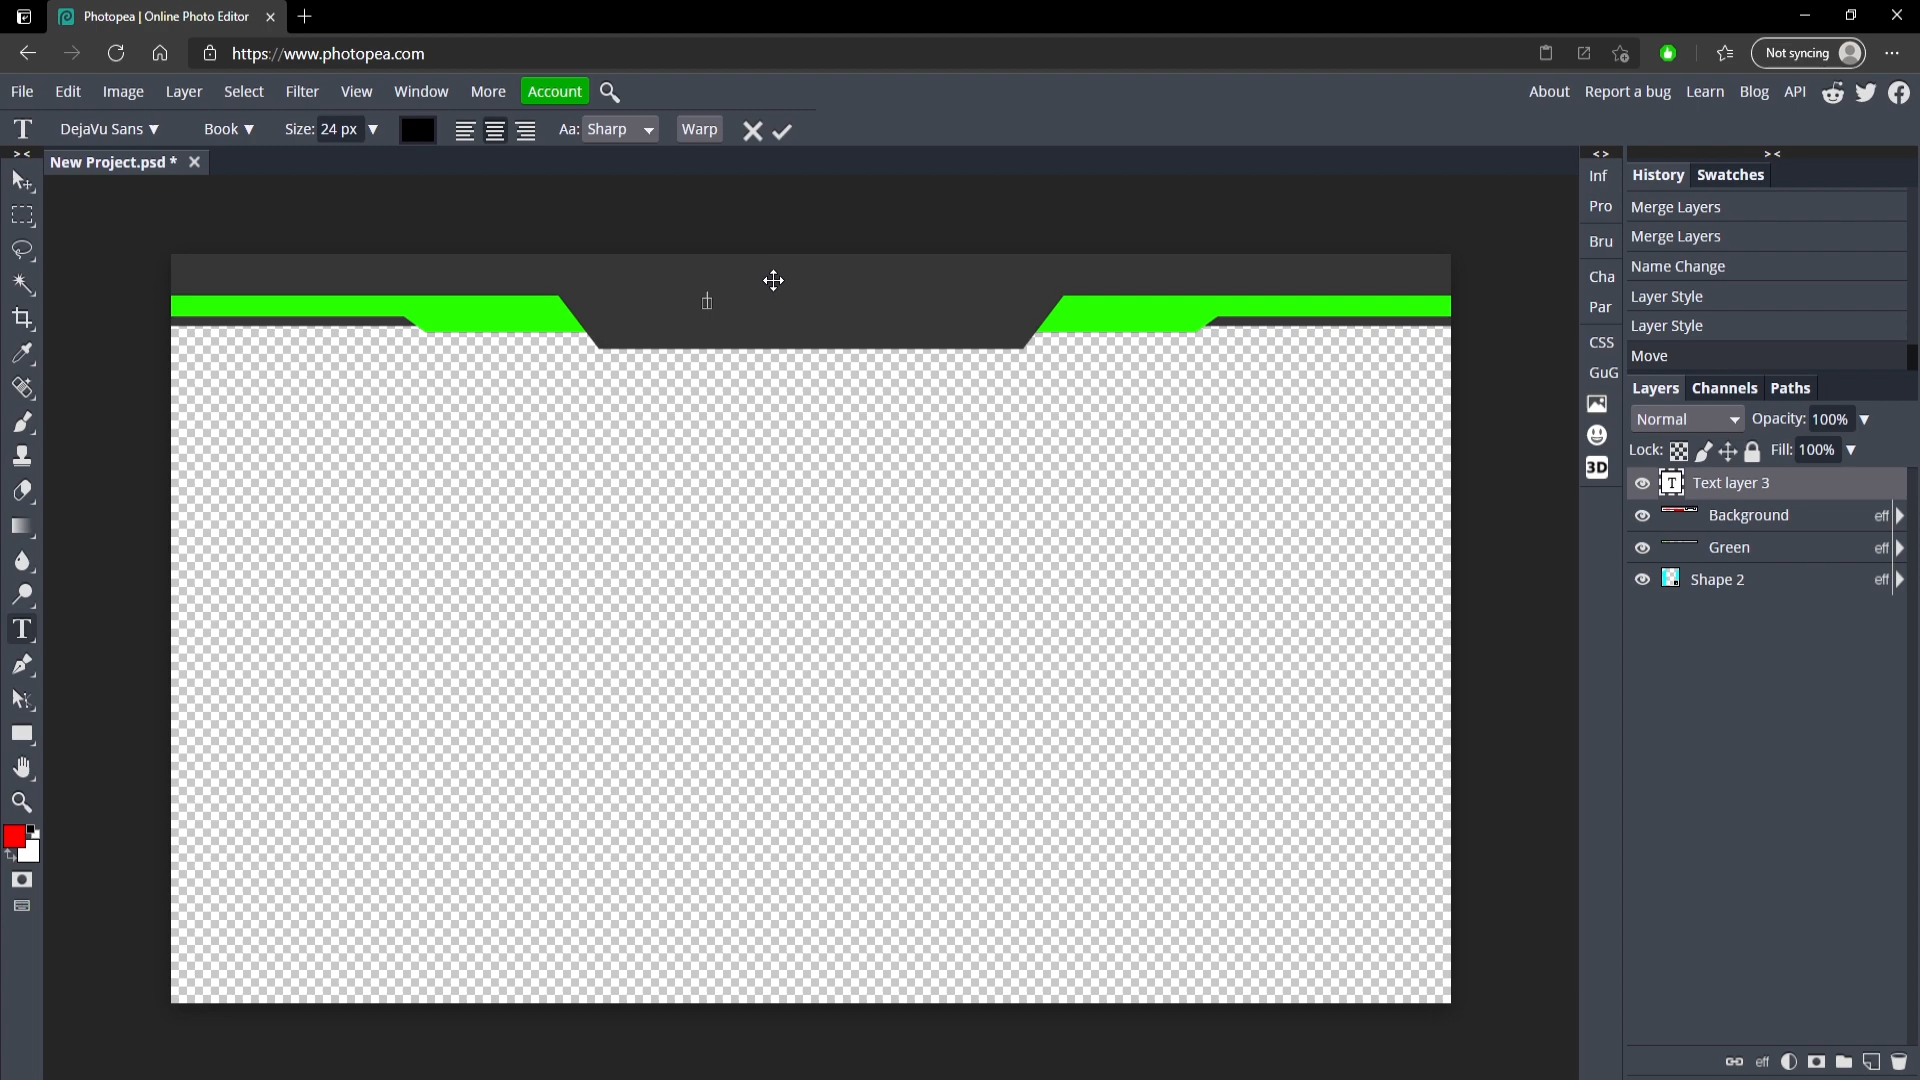 Photopea | Online Photo Editor
https://www.photopea.com
Not syncing
File Edit Image Layer Select Filter View Window More Account
About Report a bug Learn Blog API
T DejaVu Sans Book Size: 24 px Aa: Sharp Warp
> <
New Project.psd *
< >
> <
Inf
Pro
Bru
Cha
Par
CSS
GuG
3D
History Swatches
Merge Layers
Merge Layers
Name Change
Layer Style
Layer Style
Move
Layers Channels Paths
Normal Opacity: 100%
Lock: Fill: 100%
T Text layer 3
Background eff
Green eff
Shape 2 eff
T
eff